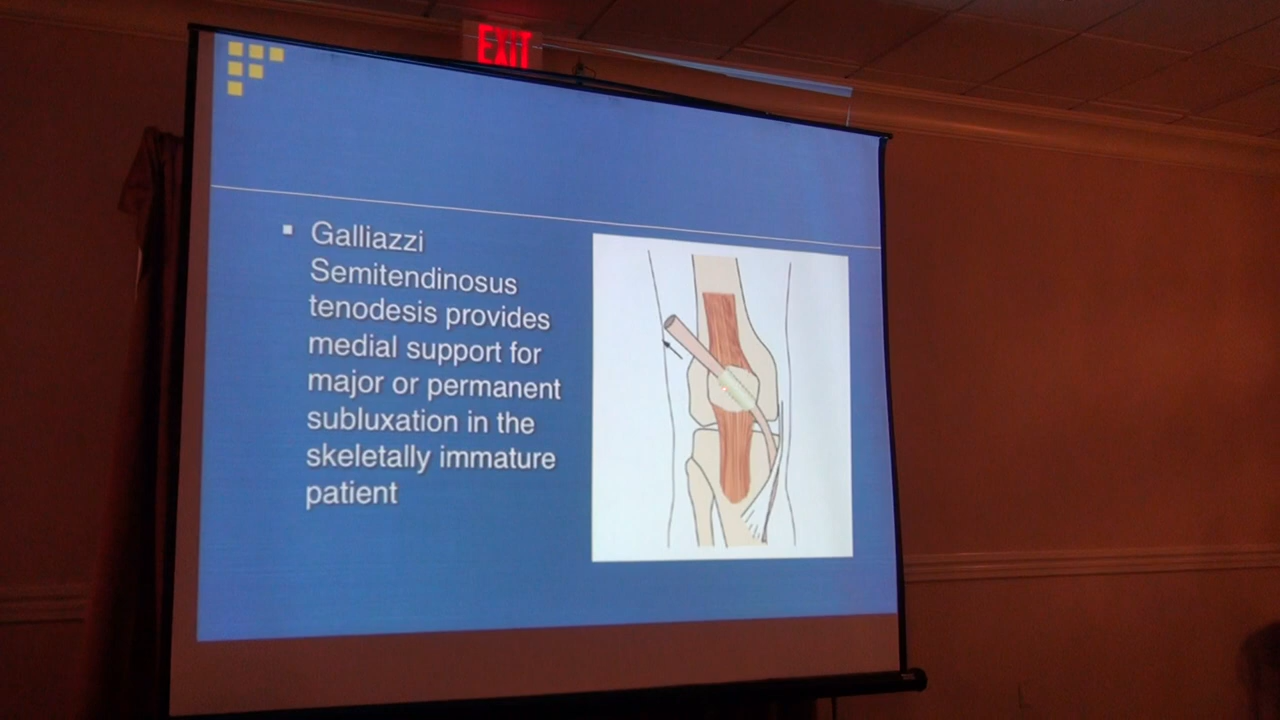 EXIT
Galliazzi
Semitendinosus
tenodesis provides
medial support for
major or permanent
subluxation in the
skeletally immature
patient